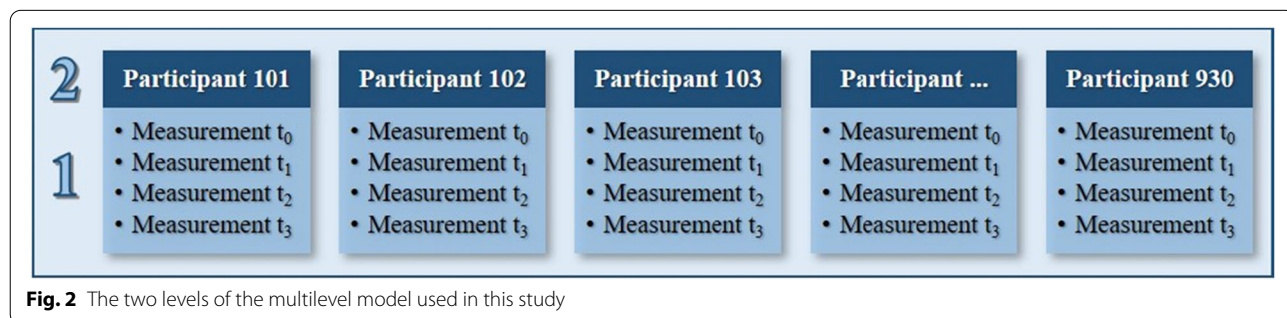 2
Participant 101
Participant 102
Participant 103
Participant ...
Participant 930
1
• Measurement t₀
• Measurement t₁
• Measurement t₂
• Measurement t₃
• Measurement t₀
• Measurement t₁
• Measurement t₂
• Measurement t₃
• Measurement t₀
• Measurement t₁
• Measurement t₂
• Measurement t₃
• Measurement t₀
• Measurement t₁
• Measurement t₂
• Measurement t₃
• Measurement t₀
• Measurement t₁
• Measurement t₂
• Measurement t₃
Fig. 2 The two levels of the multilevel model used in this study